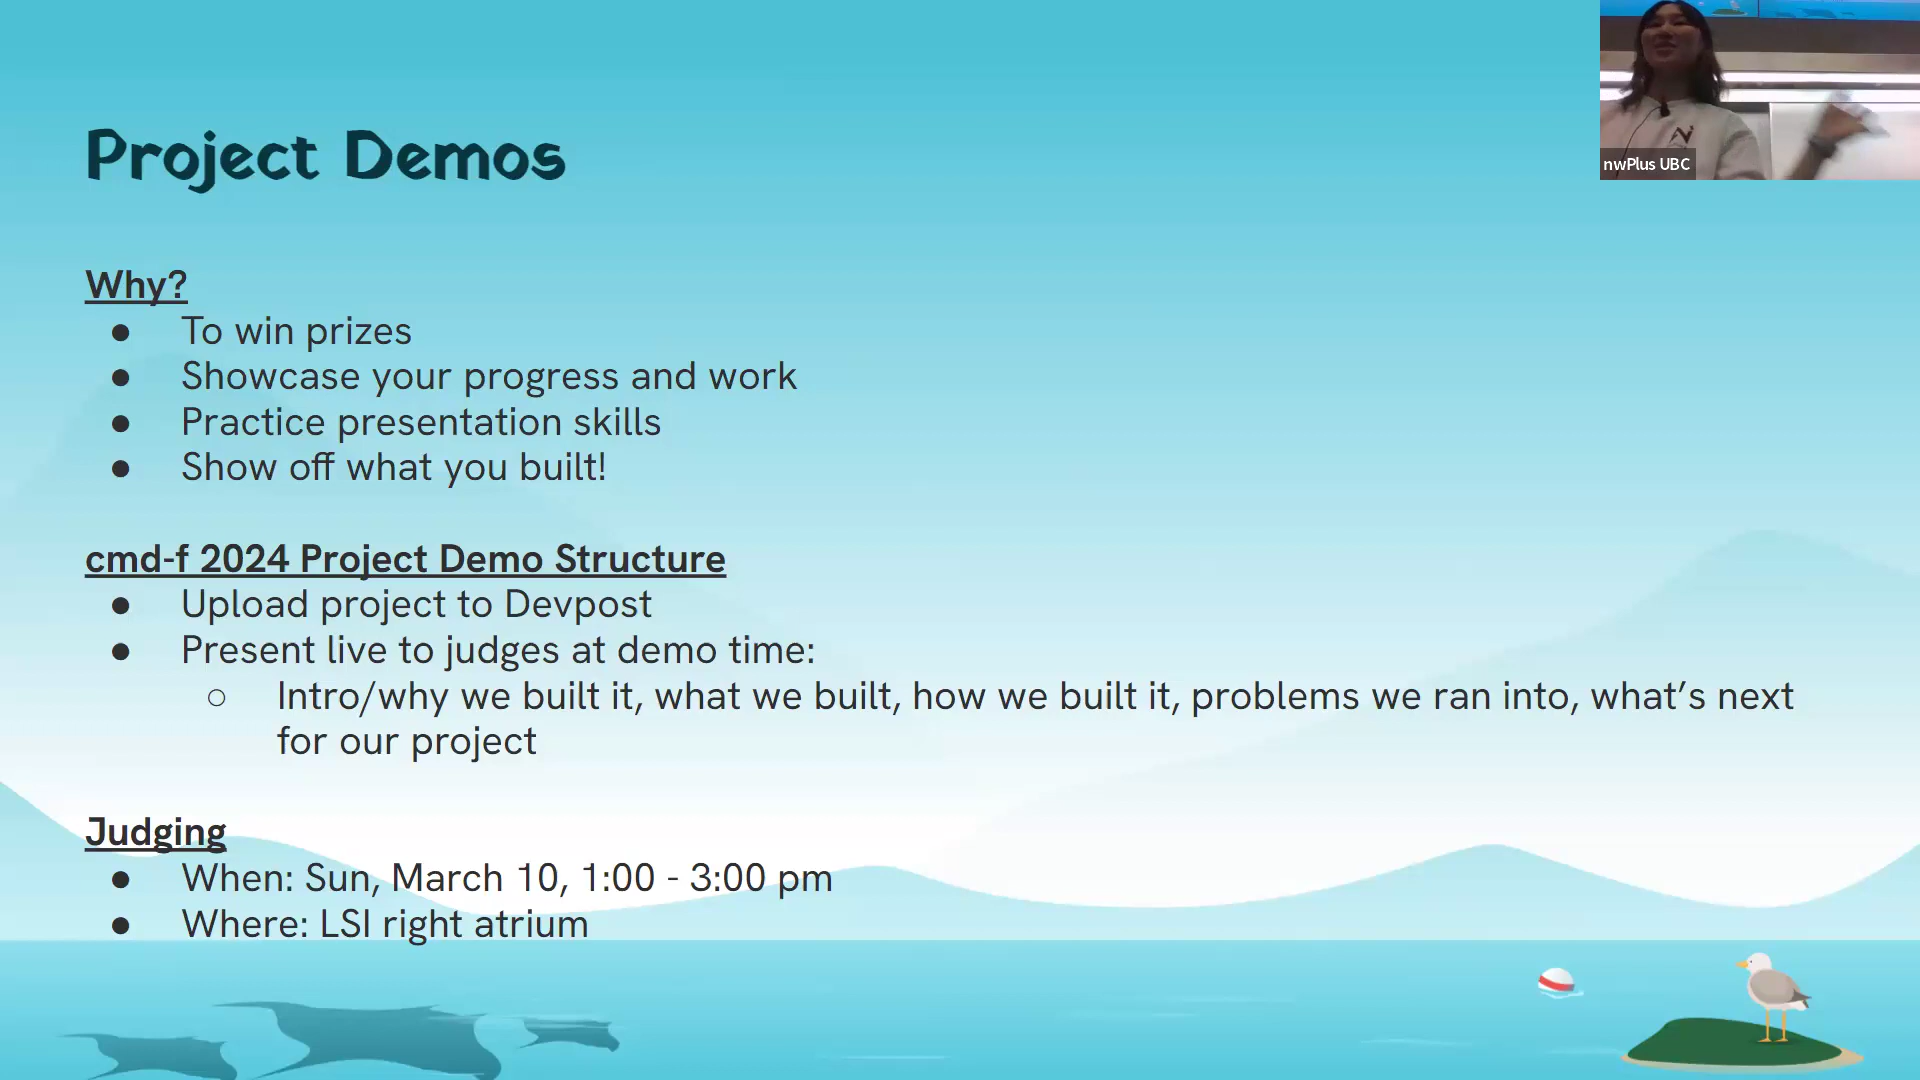 Project Demos
nwPlus UBC
Why?
● To win prizes
● Showcase your progress and work
● Practice presentation skills
● Show off what you built!
cmd-f 2024 Project Demo Structure
● Upload project to Devpost
● Present live to judges at demo time:
○ Intro/why we built it, what we built, how we built it, problems we ran into, what’s next
for our project
Judging
● When: Sun, March 10, 1:00 - 3:00 pm
● Where: LSI right atrium